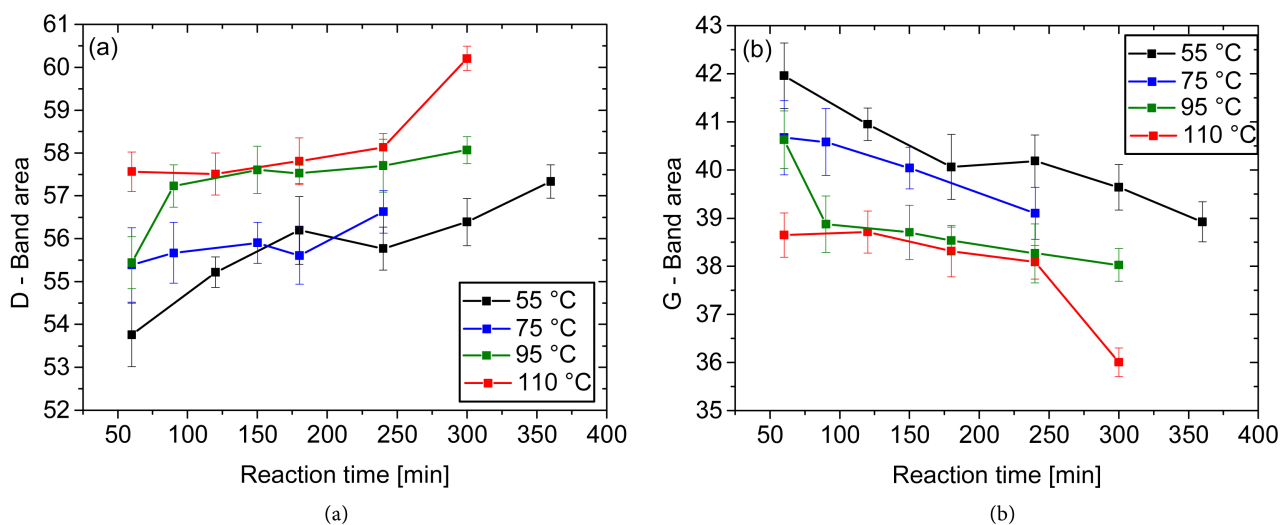 (a)
61
60
59
58
57
56
55
54
53
52
D - Band area
50 100 150 200 250 300 350 400
Reaction time [min]
55 °C
75 °C
95 °C
110 °C
(a)
(b)
43
42
41
40
39
38
37
36
35
G - Band area
50 100 150 200 250 300 350 400
Reaction time [min]
55 °C
75 °C
95 °C
110 °C
(b)